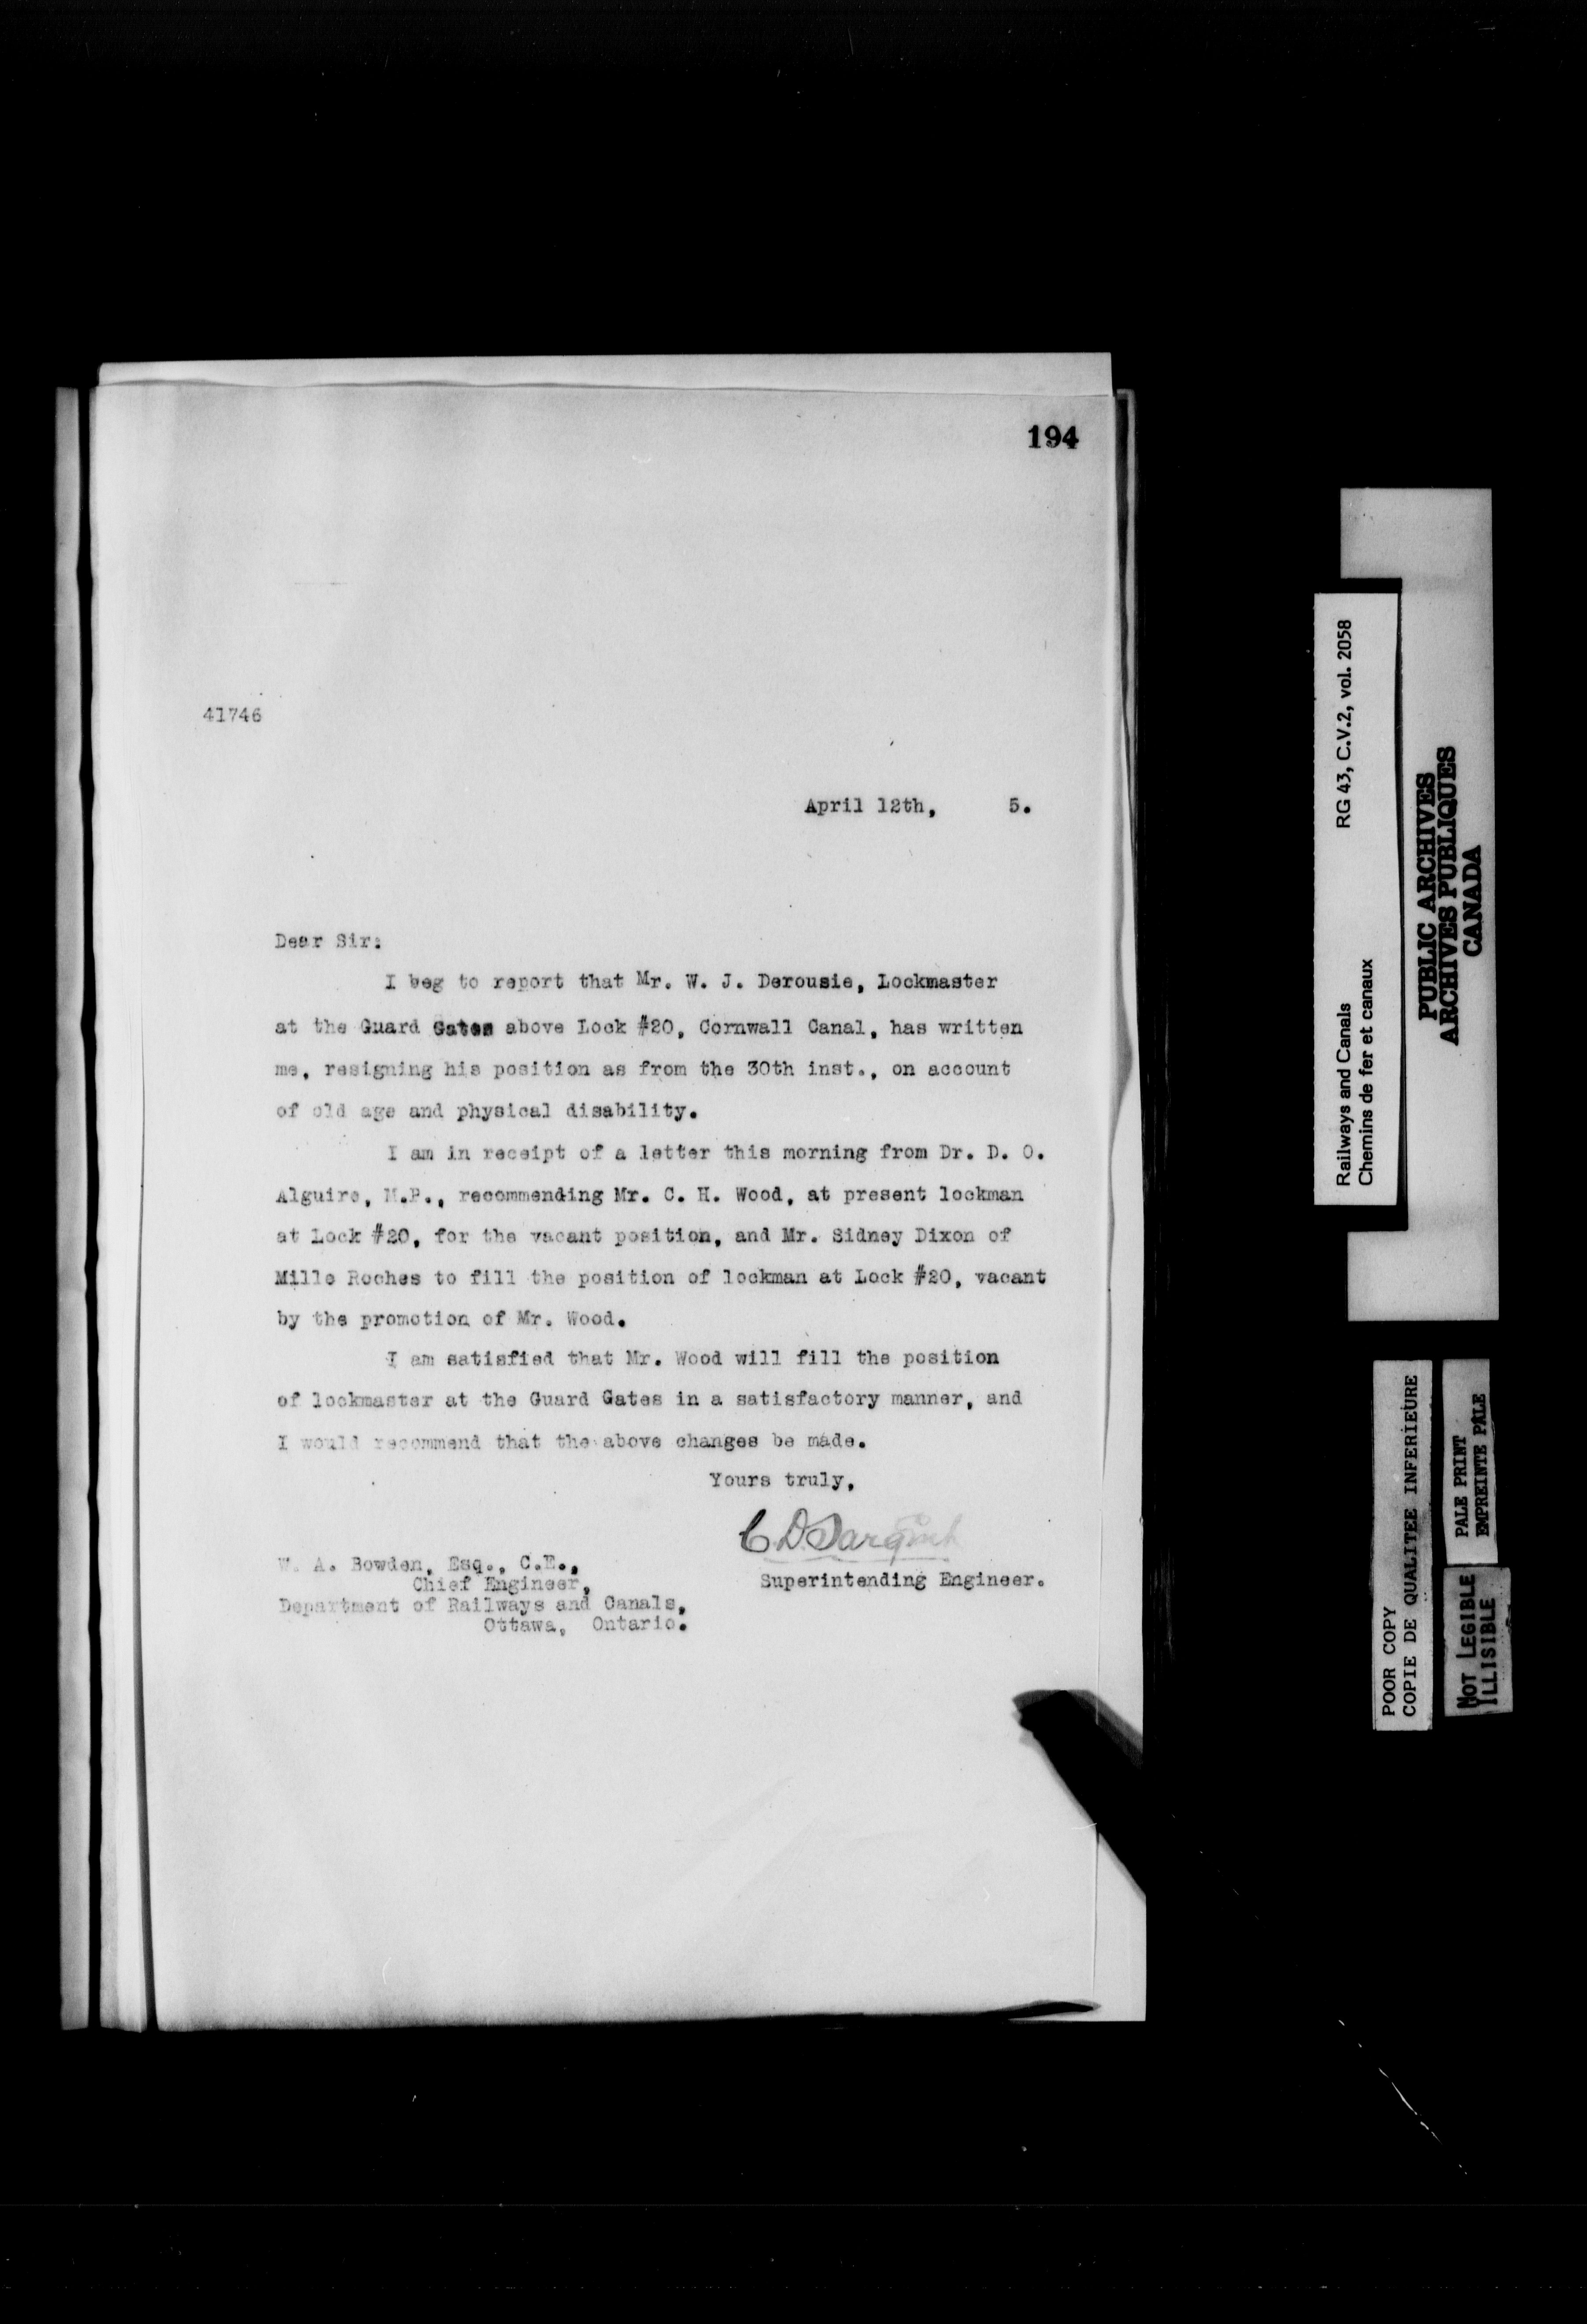 194
41746
April 12th, 5.
Dear Sir:
I beg to report that Mr. W. J. Derousie, Lockmaster
at the Guard Gates above Lock #20, Cornwall Canal, has written
me, resigning his position as from the 30th inst., on account
of old age and physical disability.
I am in receipt of a letter this morning from Dr. D. O.
Alguire, M.P., recommending Mr. C. H. Wood, at present lockman
at Lock #20, for the vacant position, and Mr. Sidney Dixon of
Mille Roches to fill the position of lockman at Lock #20, vacant
by the promotion of Mr. Wood.
I am satisfied that Mr. Wood will fill the position
of lockmaster at the Guard Gates in a satisfactory manner, and
I would recommend that the above changes be made.
Yours truly,
C.D. Sargent
Superintending Engineer.
W. A. Bowden, Esq., C.E.,
Chief Engineer,
Department of Railways and Canals,
Ottawa, Ontario.
Railways and Canals RG 43, C.V.2, vol. 2058
Chemins de fer et canaux
PUBLIC ARCHIVES
ARCHIVES PUBLIQUES
CANADA
POOR COPY
COPIE DE QUALITEE INFERIEURE
PALE PRINT
EMPREINTE PÂLE
NOT LEGIBLE
ILLISIBLE